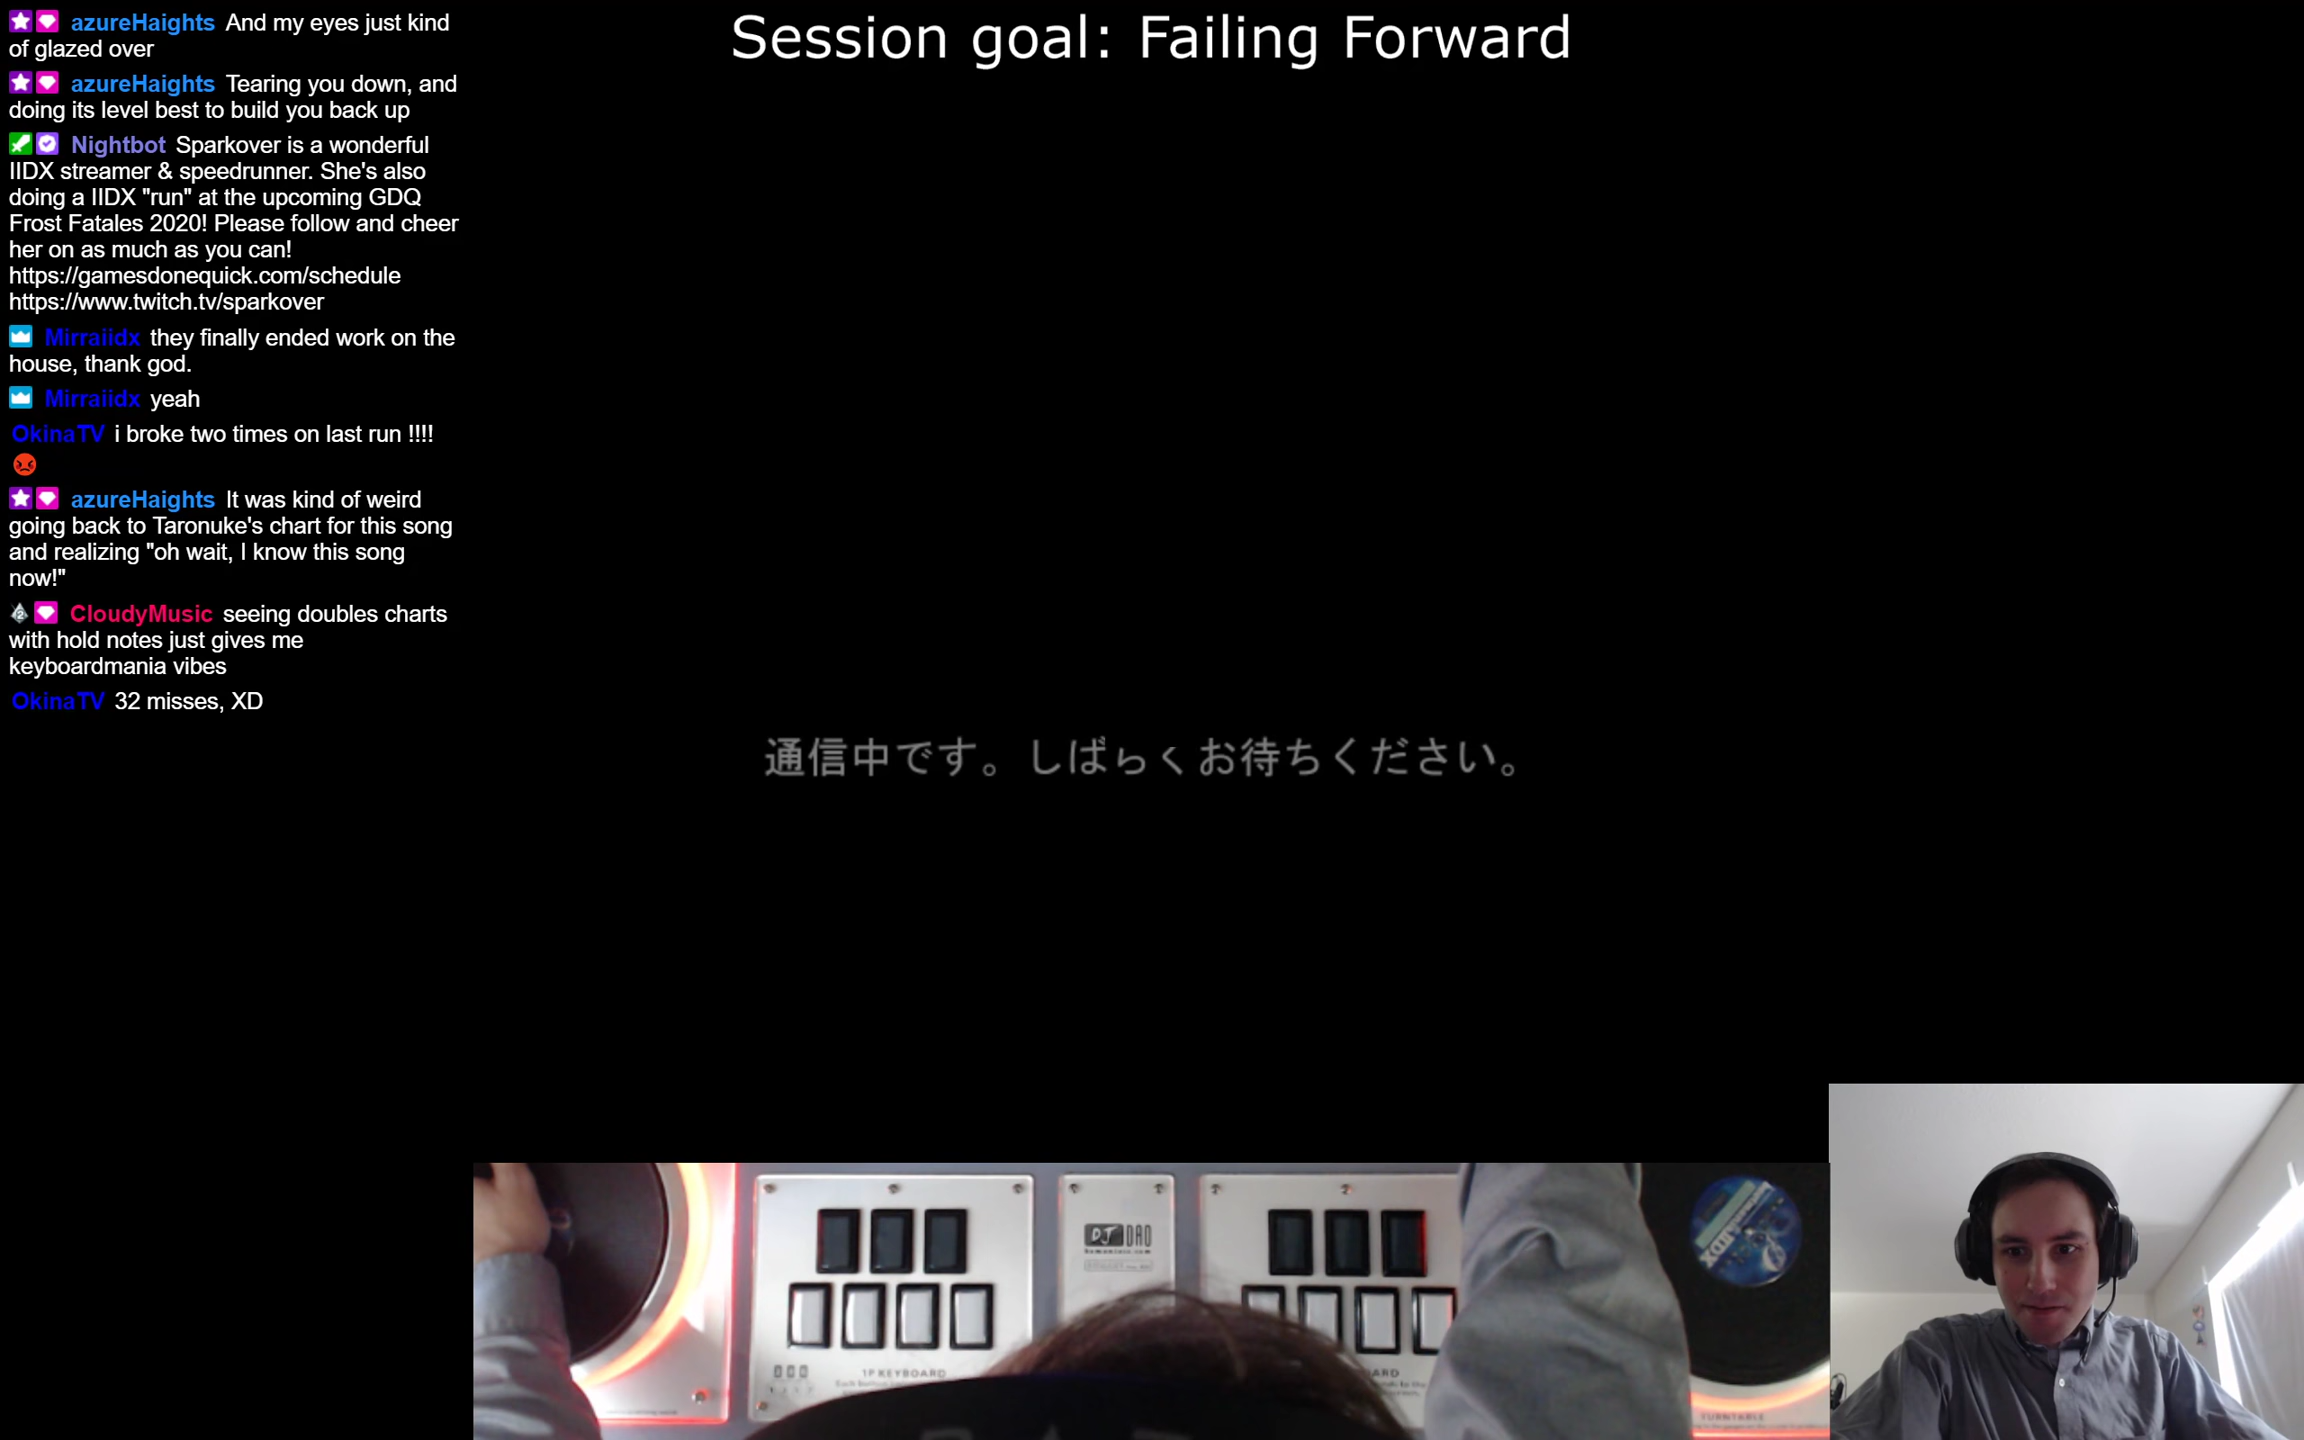 Session goal: Failing Forward
azureHaights And my eyes just kind
of glazed over
azureHaights Tearing you down, and
doing its level best to build you back up
Nightbot Sparkover is a wonderful
IIDX streamer & speedrunner. She's also
doing a IIDX "run" at the upcoming GDQ
Frost Fatales 2020! Please follow and cheer
her on as much as you can!
https://gamesdonequick.com/schedule
https://www.twitch.tv/sparkover
Mirraiidx they finally ended work on the
house, thank god.
Mirraiidx yeah
OkinaTV i broke two times on last run !!!!
azureHaights It was kind of weird
going back to Taronuke's chart for this song
and realizing "oh wait, I know this song
now!"
CloudyMusic seeing doubles charts
with hold notes just gives me
keyboardmania vibes
OkinaTV 32 misses, XD
通信中です。しばらくお待ちください。
DJ DAO
1P KEYBOARD
TURNTABLE